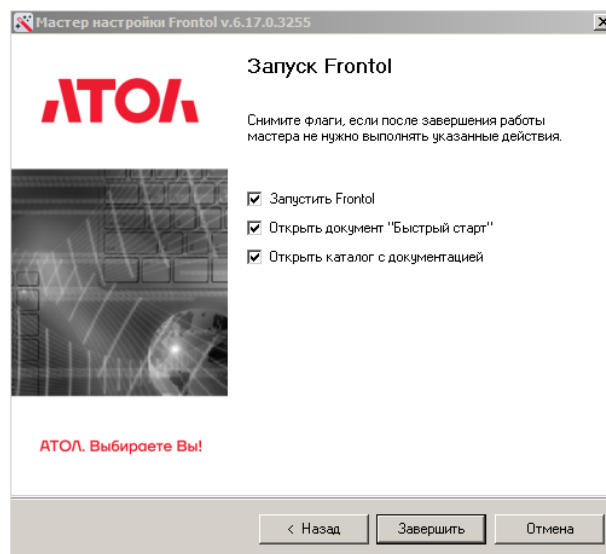 Мастер настройки Frontol v.6.17.0.3255
АТОЛ
Запуск Frontol
Снимите флаги, если после завершения работы
мастера не нужно выполнять указанные действия.
Запустить Frontol
Открыть документ "Быстрый старт"
Открыть каталог с документацией
АТОЛ. Выбираете Вы!
< Назад
Завершить
Отмена